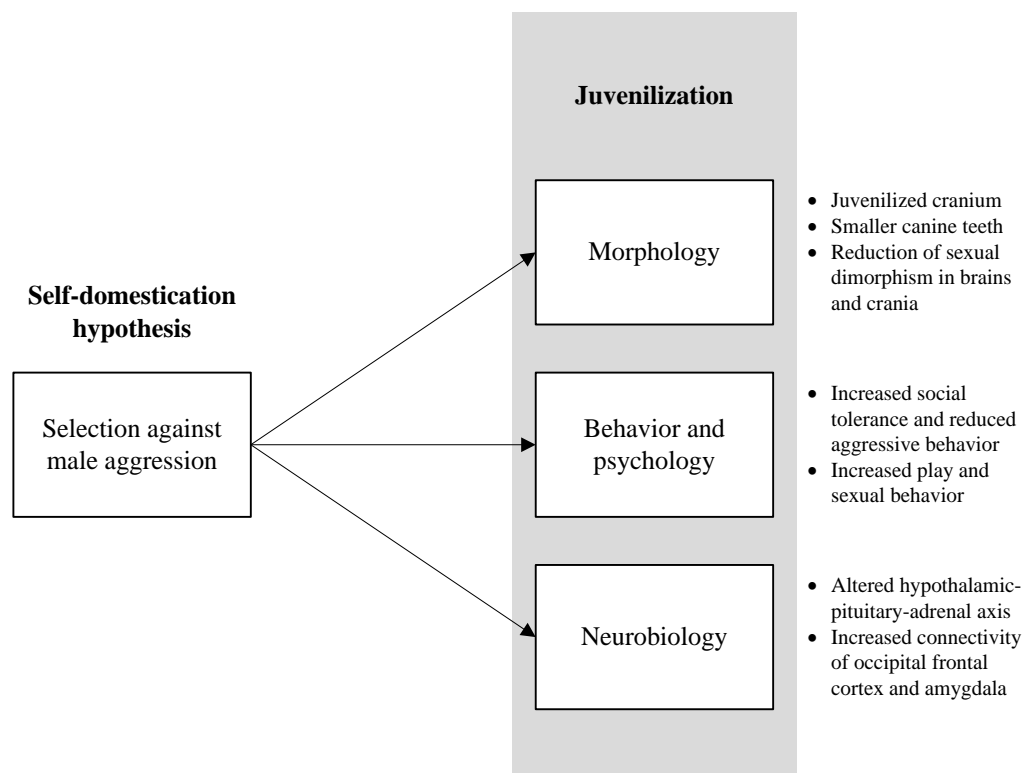 Juvenilization
Self-domestication
hypothesis
Selection against
male aggression
Morphology
• Juvenilized cranium
• Smaller canine teeth
• Reduction of sexual
dimorphism in brains
and crania
Behavior and
psychology
• Increased social
tolerance and reduced
aggressive behavior
• Increased play and
sexual behavior
Neurobiology
• Altered hypothalamic-
pituitary-adrenal axis
• Increased connectivity
of occipital frontal
cortex and amygdala